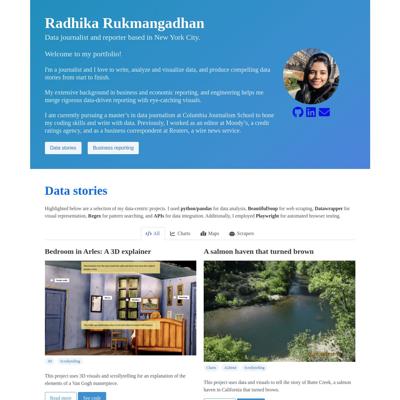 Radhika Rukmangadhan
Data journalist and reporter based in New York City.
Welcome to my portfolio!
I'm a journalist and I love to write, analyze and visualize data, and produce compelling data
stories from start to finish.
My extensive background in business and economic reporting, and engineering helps me
merge rigorous data-driven reporting with eye-catching visuals.
I am currently pursuing a master's in data journalism at Columbia Journalism School to hone
my coding skills and write with data. Previously, I worked as an editor at Moody's, a credit
ratings agency, and as a business correspondent at Reuters, a wire news service.
Data stories
Business reporting
Data stories
Highlighted below are a selection of my data-centric projects. I used python/pandas for data analysis, BeautifulSoup for web scraping, Datawrapper for
visual representation, Regex for pattern searching, and APIs for data integration. Additionally, I employed Playwright for automated browser testing.
All
Charts
Maps
Scrapers
Bedroom in Arles: A 3D explainer
3D
Scrollytelling
This project uses 3D visuals and scrollytelling for an explanation of the
elements of a Van Gogh masterpiece.
Read more
See code
A salmon haven that turned brown
Charts
Scrollytelling
This project uses data and visuals to tell the story of Butte Creek, a salmon
haven in California that turned brown.